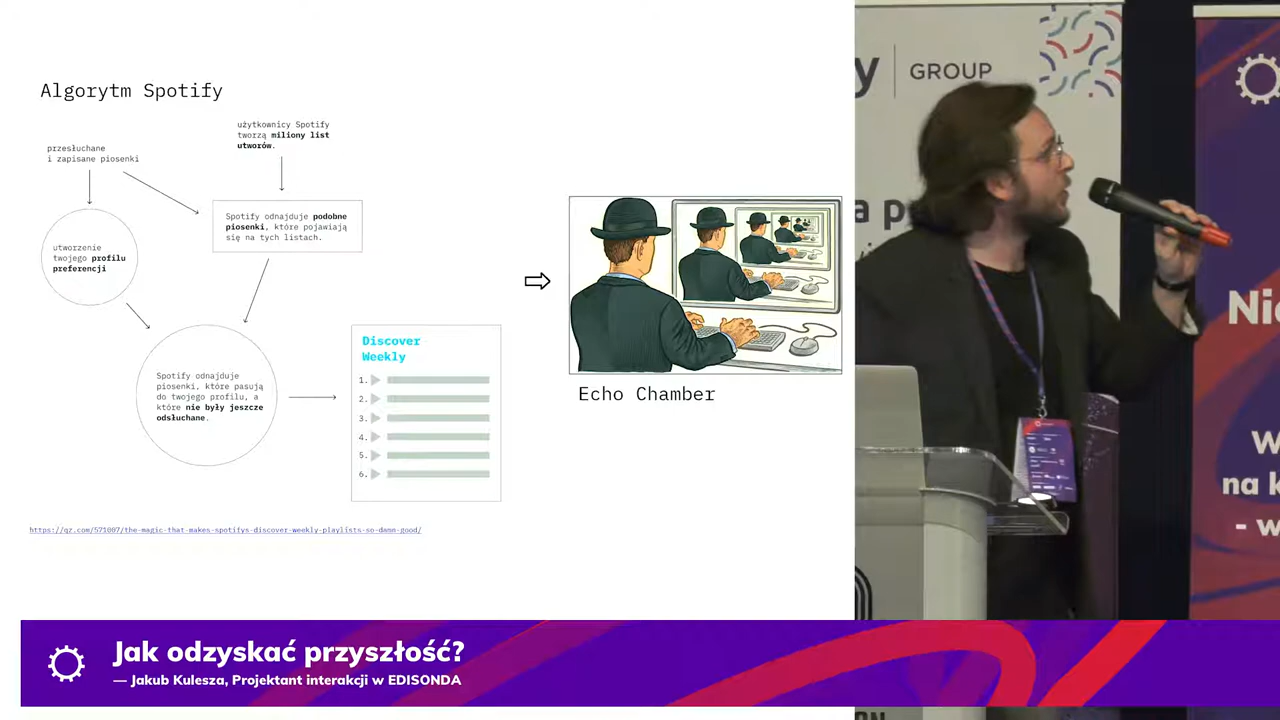 Algorytm Spotify
przesłuchane
i zapisane piosenki
użytkownicy Spotify
tworzą miliony list
utworów.
utworzenie
twojego profilu
preferencji
Spotify odnajduje podobne
piosenki, które pojawiają
się na tych listach.
Spotify odnajduje
piosenki, które pasują
do twojego profilu, a
które nie były jeszcze
odsłuchane.
Discover
Weekly
1.
2.
3.
4.
5.
6.
Echo Chamber
https://qz.com/571007/the-magic-that-makes-spotifys-discover-weekly-playlists-so-damn-good/
y GROUP
a p
Nie
W
na k
- w
Jak odzyskać przyszłość?
— Jakub Kulesza, Projektant interakcji w EDISONDA